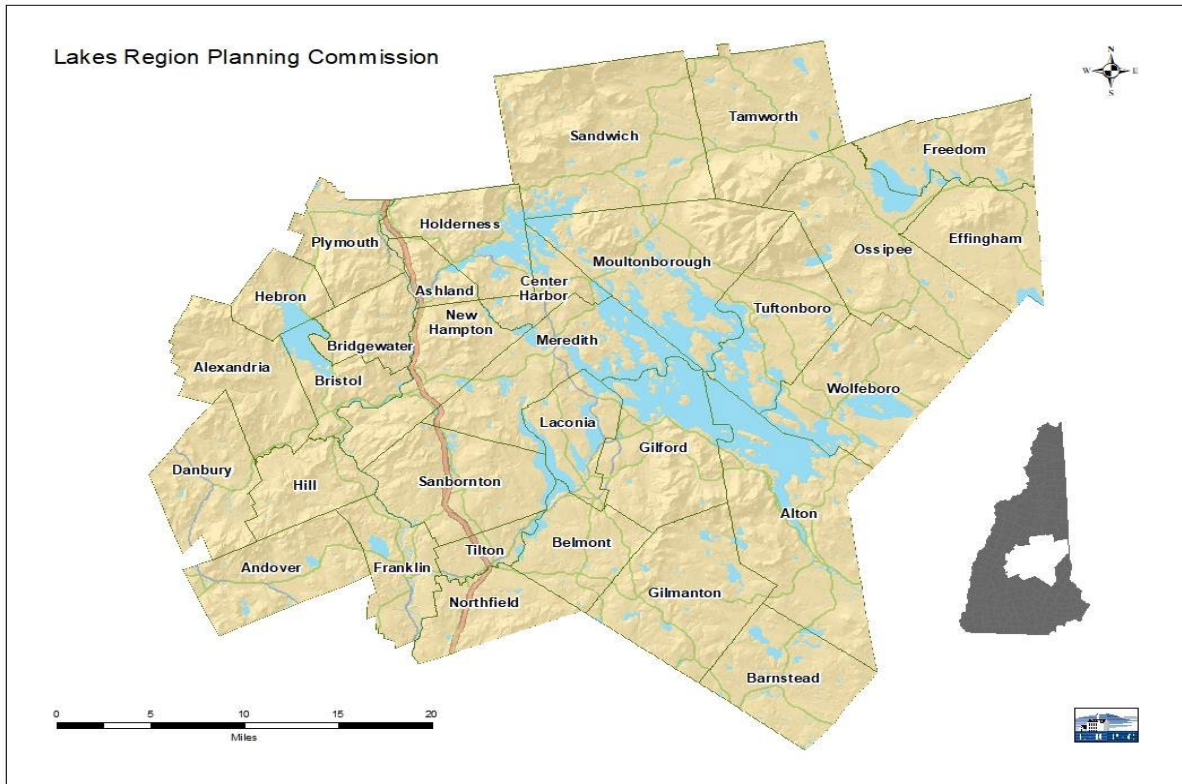 Lakes Region Planning Commission
N
W
E
S
Tamworth
Sandwich
Freedom
Holderness
Plymouth
Effingham
Ossipee
Moultonborough
Ashland
Center
Harbor
Hebron
Tuftonboro
New
Hampton
Bridgewater
Meredith
Alexandria
Bristol
Wolfeboro
Laconia
Gilford
Danbury
Hill
Sanbornton
Alton
Belmont
Tilton
Andover
Franklin
Gilmanton
Northfield
Barnstead
0 5 10 15 20
Miles
LRPC